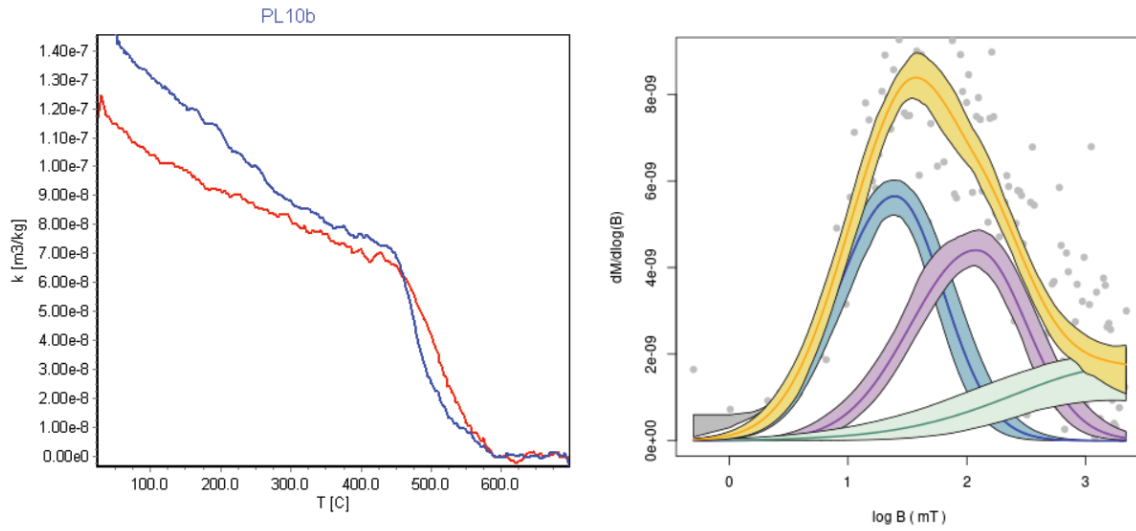 PL10b
k [m3/kg]
1.40e-7
1.30e-7
1.20e-7
1.10e-7
1.00e-7
9.00e-8
8.00e-8
7.00e-8
6.00e-8
5.00e-8
4.00e-8
3.00e-8
2.00e-8
1.00e-8
0.00e0
100.0 200.0 300.0 400.0 500.0 600.0
T [C]
dM/dlog(B)
8e-09
6e-09
4e-09
2e-09
0e+00
0 1 2 3
log B ( mT )